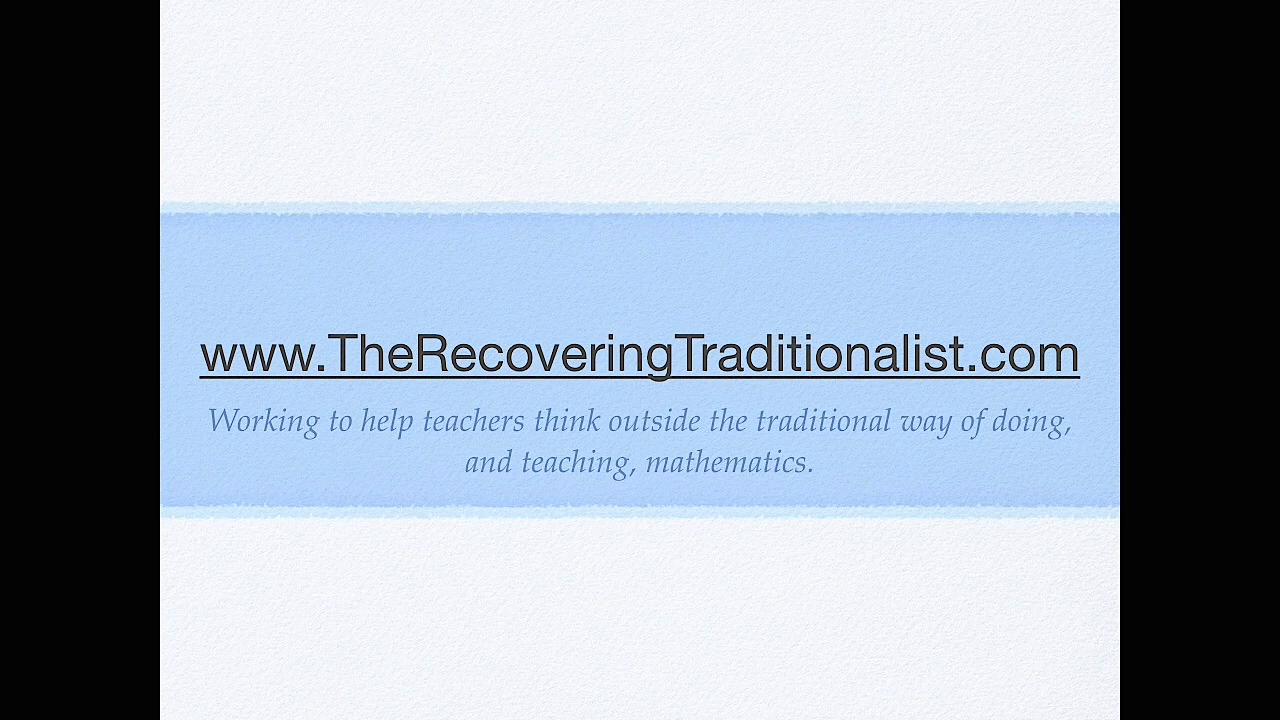 www.TheRecoveringTraditionalist.com
Working to help teachers think outside the traditional way of doing,
and teaching, mathematics.